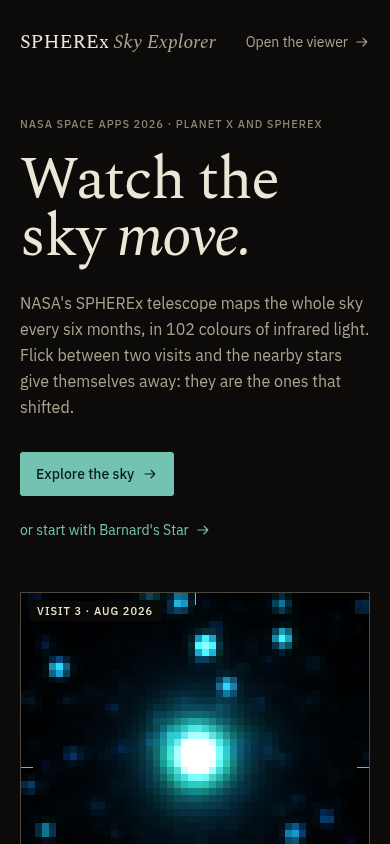 SPHEREx Sky Explorer
Open the viewer →
NASA SPACE APPS 2026 · PLANET X AND SPHEREX
Watch the
sky move.
NASA's SPHEREx telescope maps the whole sky
every six months, in 102 colours of infrared light.
Flick between two visits and the nearby stars
give themselves away: they are the ones that
shifted.
Explore the sky →
or start with Barnard's Star →
VISIT 3 · AUG 2026